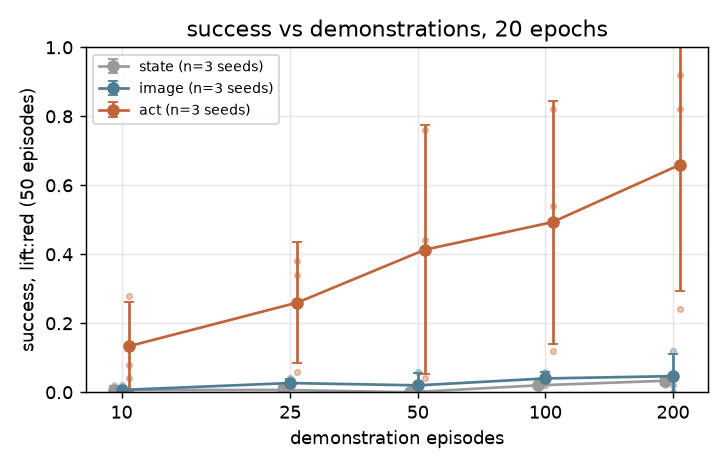 success vs demonstrations, 20 epochs
state (n=3 seeds)
image (n=3 seeds)
act (n=3 seeds)
success, lift:red (50 episodes)
1.0
0.8
0.6
0.4
0.2
0.0
10 25 50 100 200
demonstration episodes